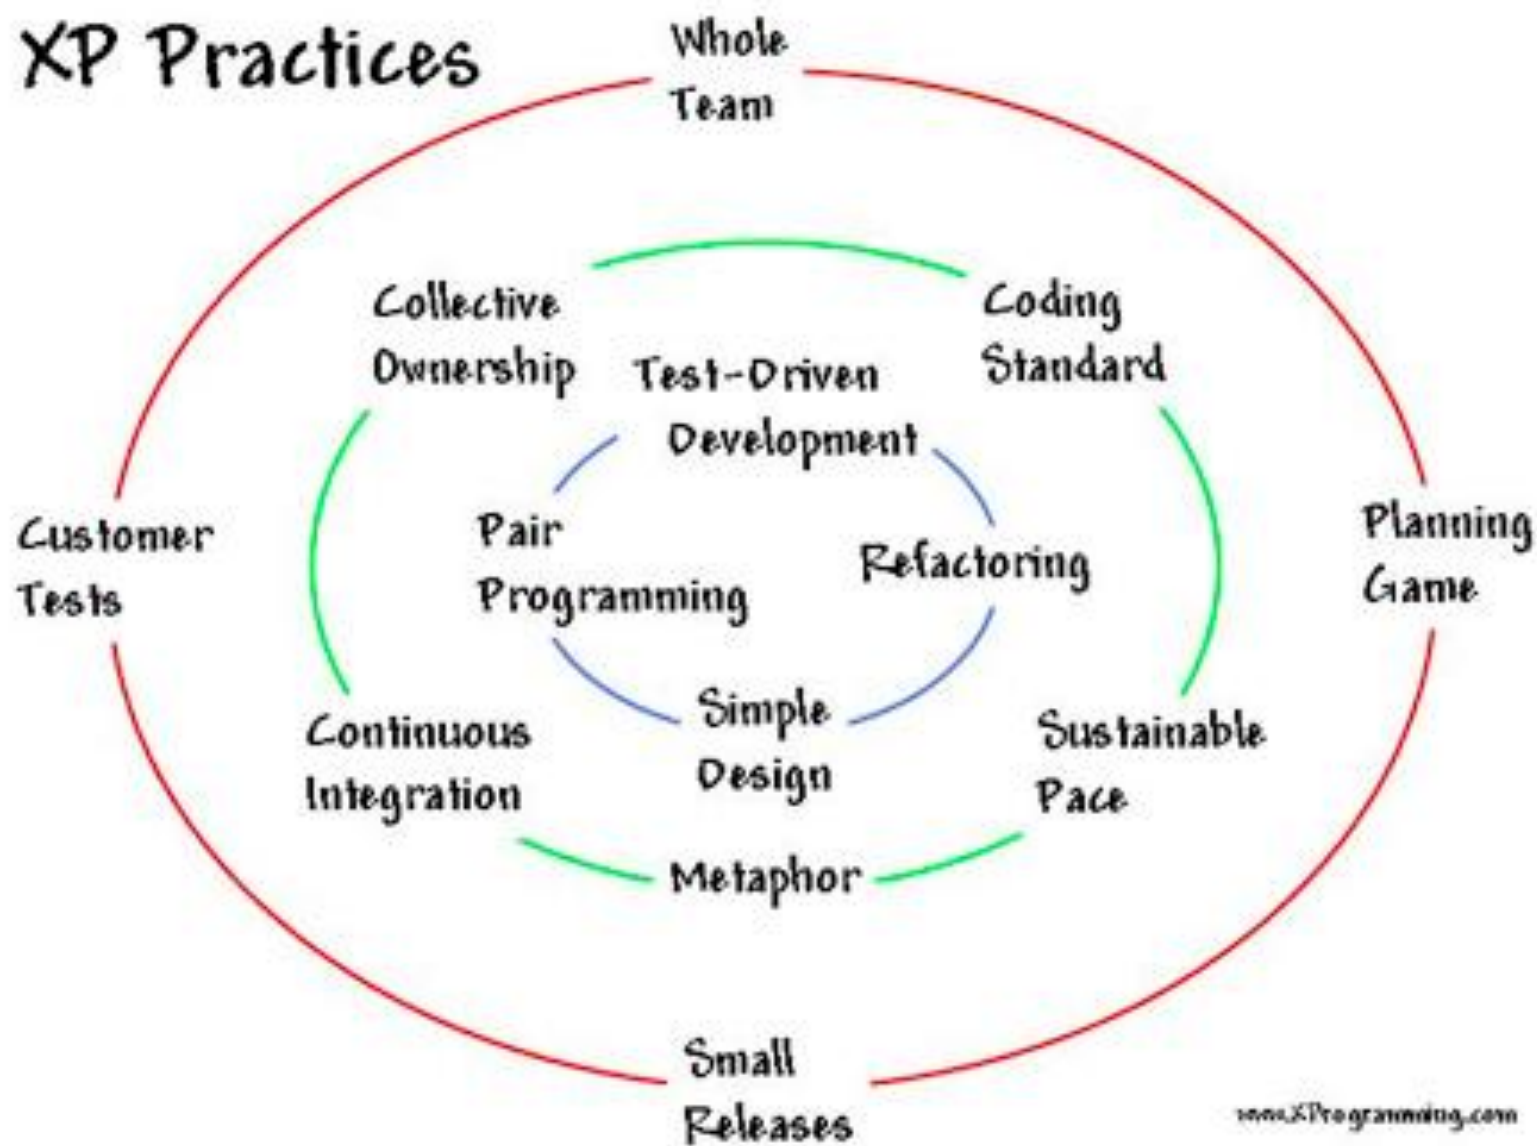 XP Practices
Whole
Team
Collective
Ownership
Coding
Standard
Test-Driven
Development
Customer
Tests
Pair
Programming
Refactoring
Planning
Game
Continuous
Integration
Simple
Design
Sustainable
Pace
Metaphor
Small
Releases
www.XProgramming.com